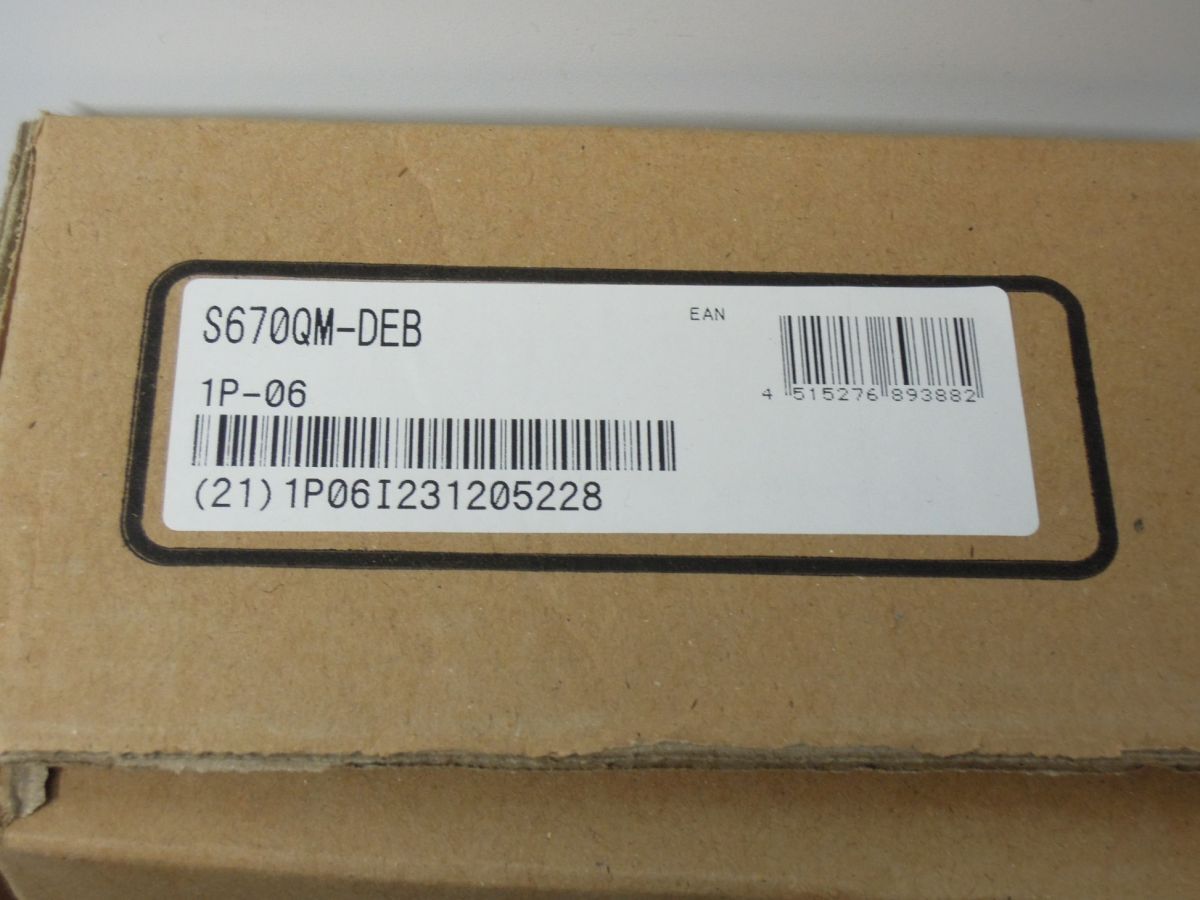 S670QM-DEB
EAN
4 515276 893882
1P-06
(21)1P06I231205228